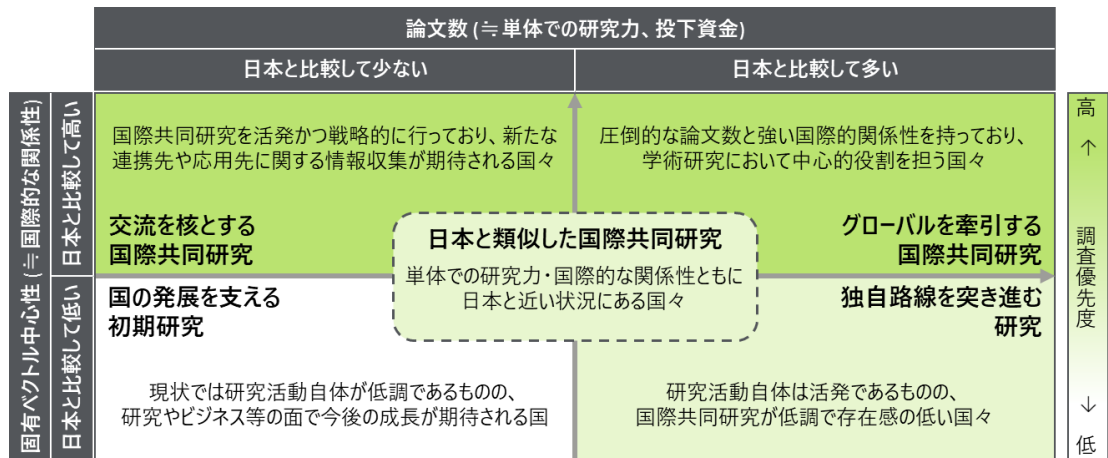 論文数 (≒単体での研究力、投下資金)
日本と比較して少ない
日本と比較して多い
固有ベクトル中心性 (≒ 国際的な関係性)
日本と比較して高い
日本と比較して低い
国際共同研究を活発かつ戦略的に行っており、新たな
連携先や応用先に関する情報収集が期待される国々
交流を核とする
国際共同研究
圧倒的な論文数と強い国際的関係性を持っており、
学術研究において中心的役割を担う国々
グローバルを牽引する
国際共同研究
日本と類似した国際共同研究
単体での研究力・国際的な関係性ともに
日本と近い状況にある国々
国の発展を支える
初期研究
現状では研究活動自体が低調であるものの、
研究やビジネス等の面で今後の成長が期待される国
独自路線を突き進む
研究
研究活動自体は活発であるものの、
国際共同研究が低調で存在感の低い国々
高
↑
調査優先度
↓
低